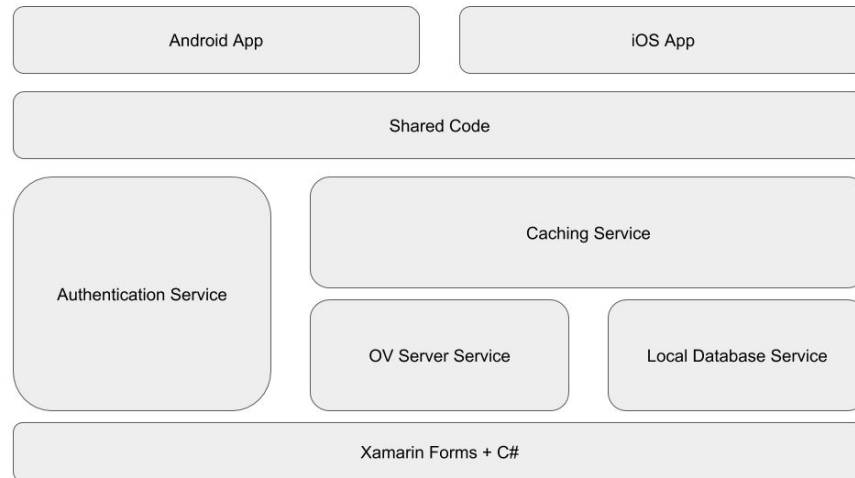 Android App
iOS App
Shared Code
Authentication Service
Caching Service
OV Server Service
Local Database Service
Xamarin Forms + C#